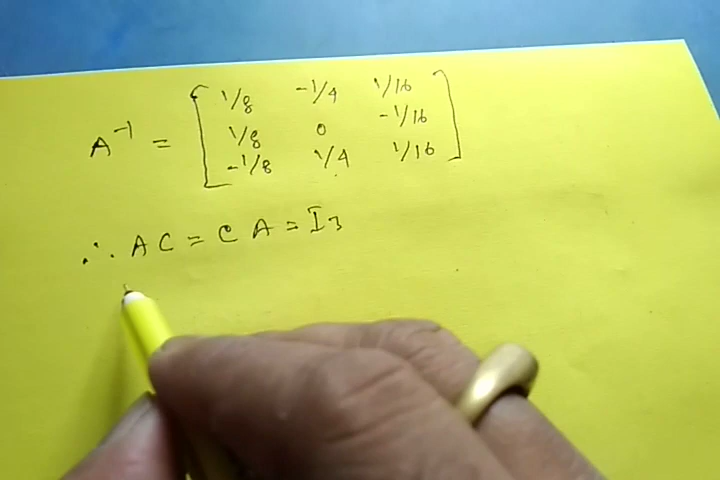 1/8 -1/4 1/16
A⁻¹ = 1/8 0 -1/16
-1/8 1/4 1/16
∴ AC = CA = I₃